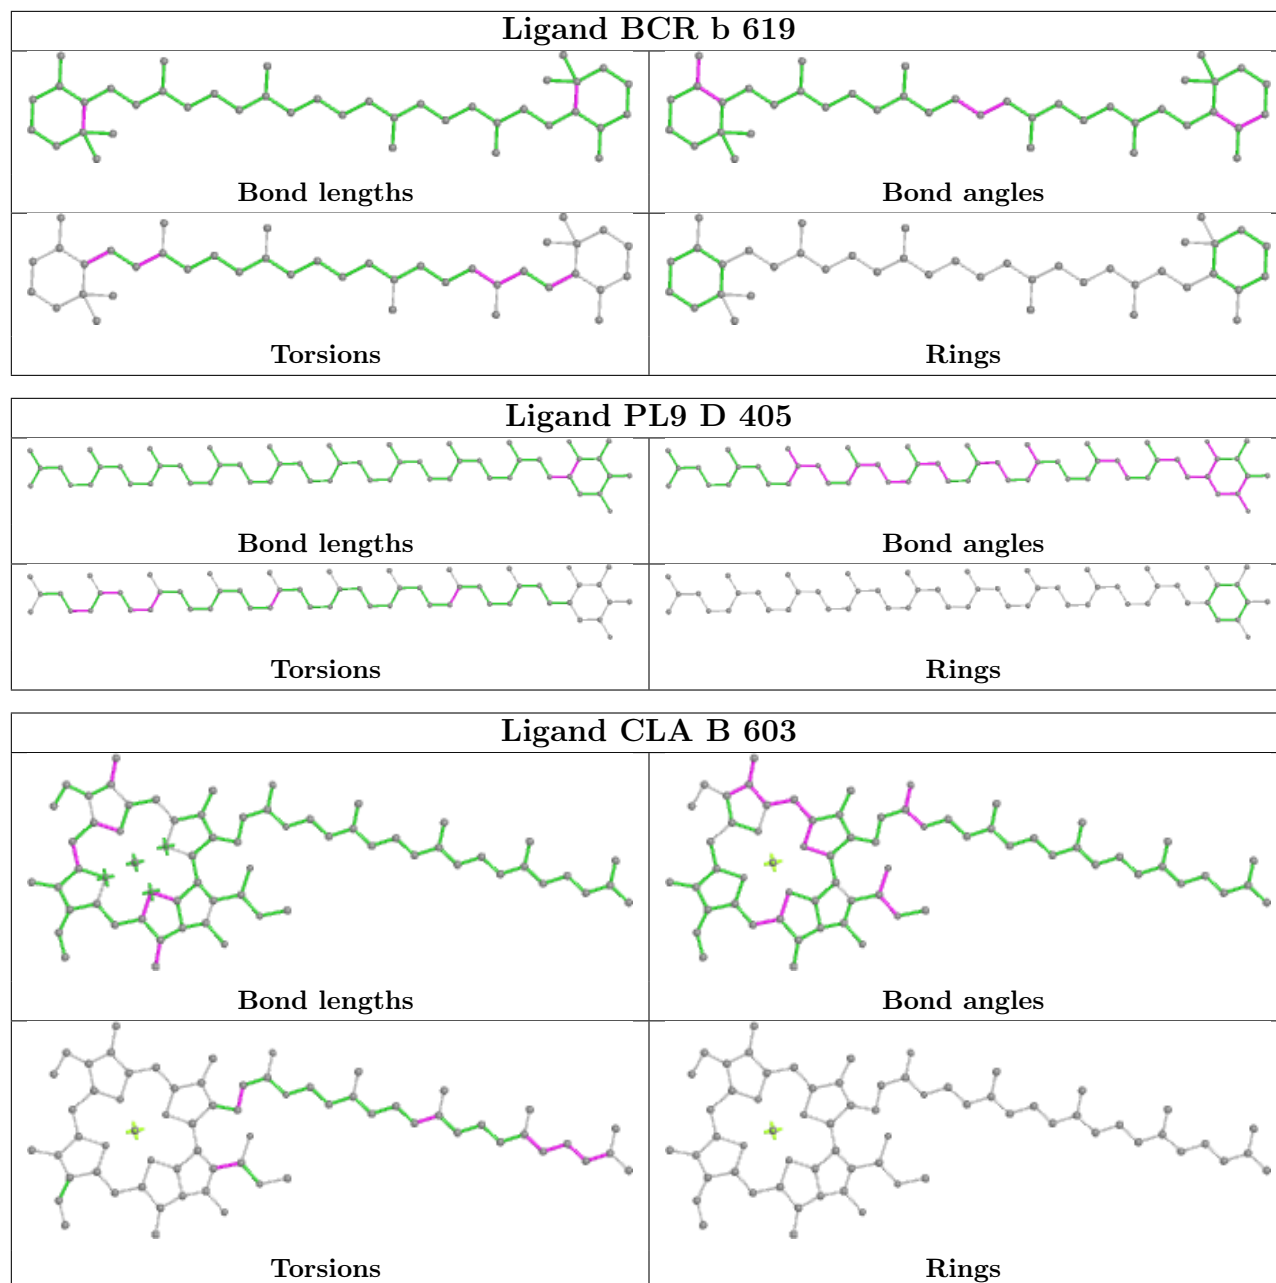 Ligand BCR b 619
Bond lengths
Bond angles
Torsions
Rings
Ligand PL9 D 405
Bond lengths
Bond angles
Torsions
Rings
Ligand CLA B 603
Bond lengths
Bond angles
Torsions
Rings